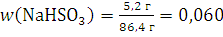 w(NaHSO₃) = 5,2 г / 86,4 г = 0,060